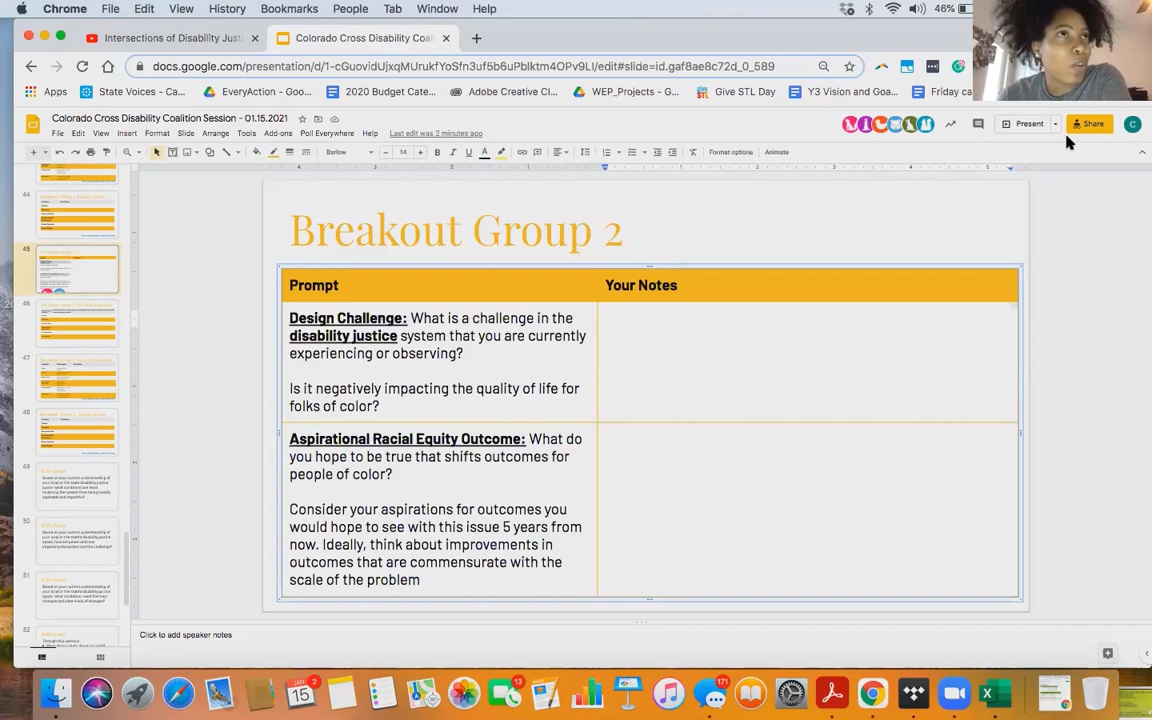 Chrome File Edit View History Bookmarks People Tab Window Help 46%
Intersections of Disability Just
Colorado Cross Disability Coal
docs.google.com/presentation/d/1-cGuovidUjxqMUrukfYoSfn3uf5b6uPblktm4OPv9LI/edit#slide=id.gaf8ae8c72d_0_589
Apps State Voices - Ca... EveryAction - Goo... 2020 Budget Cate... Adobe Creative Cl... WEP_Projects - G... Give STL Day Y3 Vision and Goa... Friday ca
Colorado Cross Disability Coalition Session - 01.15.2021
File Edit View Insert Format Slide Arrange Tools Add-ons Poll Everywhere Help Last edit was 2 minutes ago
Present Share C
Barlow 14 Format options Animate
44
45
46
47
48
49
50
51
52
Breakout Group 2
Prompt Your Notes
Design Challenge: What is a challenge in the
disability justice system that you are currently
experiencing or observing?
Is it negatively impacting the quality of life for
folks of color?
Aspirational Racial Equity Outcome: What do
you hope to be true that shifts outcomes for
people of color?
Consider your aspirations for outcomes you
would hope to see with this issue 5 years from
now. Ideally, think about improvements in
outcomes that are commensurate with the
scale of the problem
Click to add speaker notes
JAN
15
2
13
171